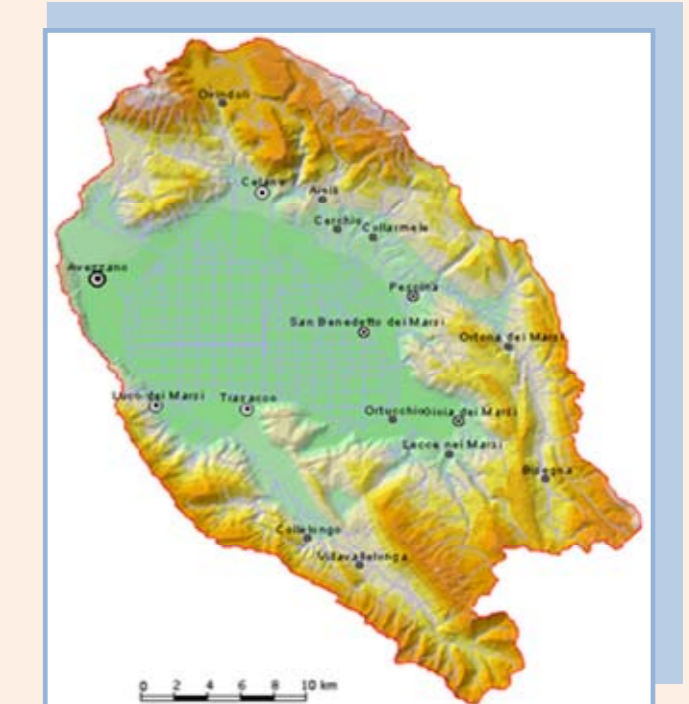 Ovindoli
Celano
Aielli
Cerchio
Collarmele
Avezzano
Pescina
San Benedetto dei Marsi
Ortona dei Marsi
Luco dei Marsi
Trasacco
Ortucchio
Gioia dei Marsi
Lecce nei Marsi
Bisegna
Collelongo
Villavallelonga
0 2 4 6 8 10 km